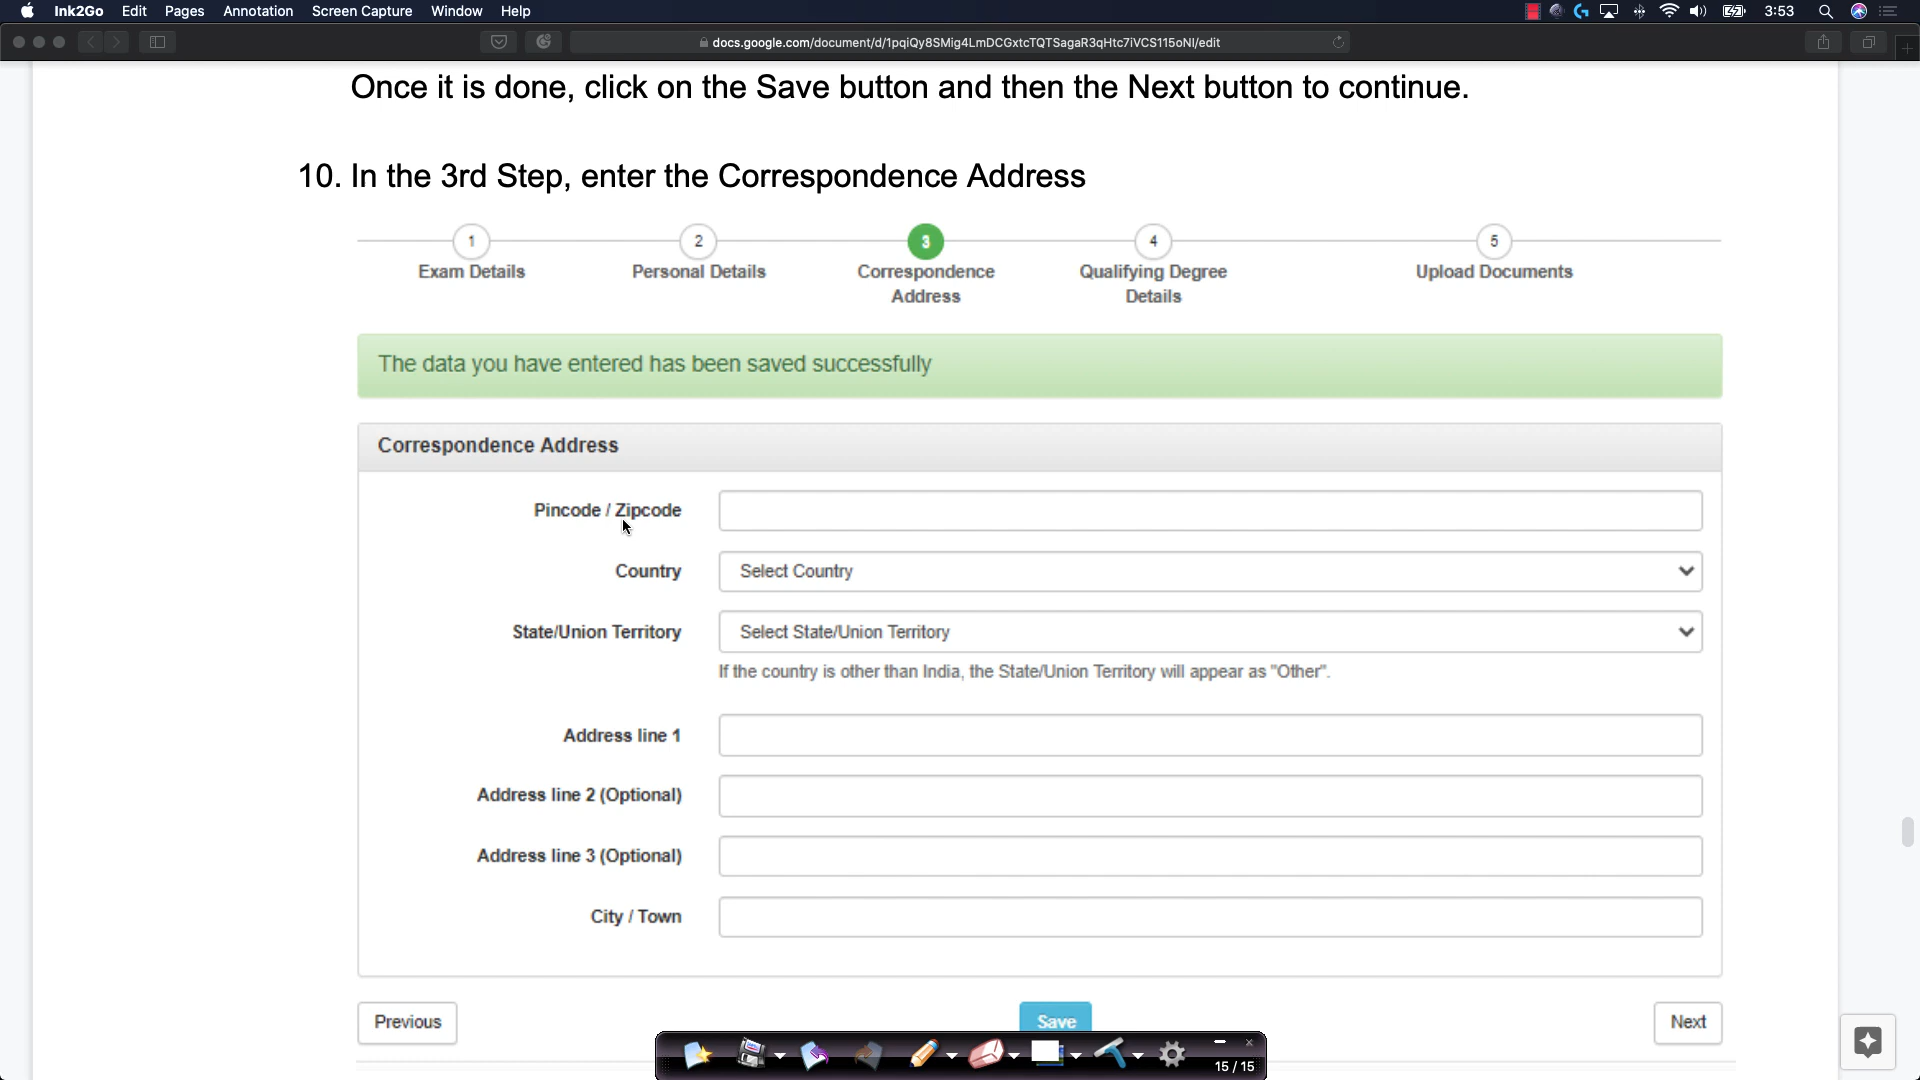 Ink2Go Edit Pages Annotation Screen Capture Window Help 3:53
docs.google.com/document/d/1pqiQy8SMig4LmDCGxtcTQTSagaR3qHtc7iVCS115oNI/edit
Once it is done, click on the Save button and then the Next button to continue.
10. In the 3rd Step, enter the Correspondence Address
1 2 3 4 5
Exam Details Personal Details Correspondence Qualifying Degree Upload Documents
Address Details
The data you have entered has been saved successfully
Correspondence Address
Pincode / Zipcode
Country Select Country
State/Union Territory Select State/Union Territory
If the country is other than India, the State/Union Territory will appear as "Other".
Address line 1
Address line 2 (Optional)
Address line 3 (Optional)
City / Town
Previous Save Next
15 / 15